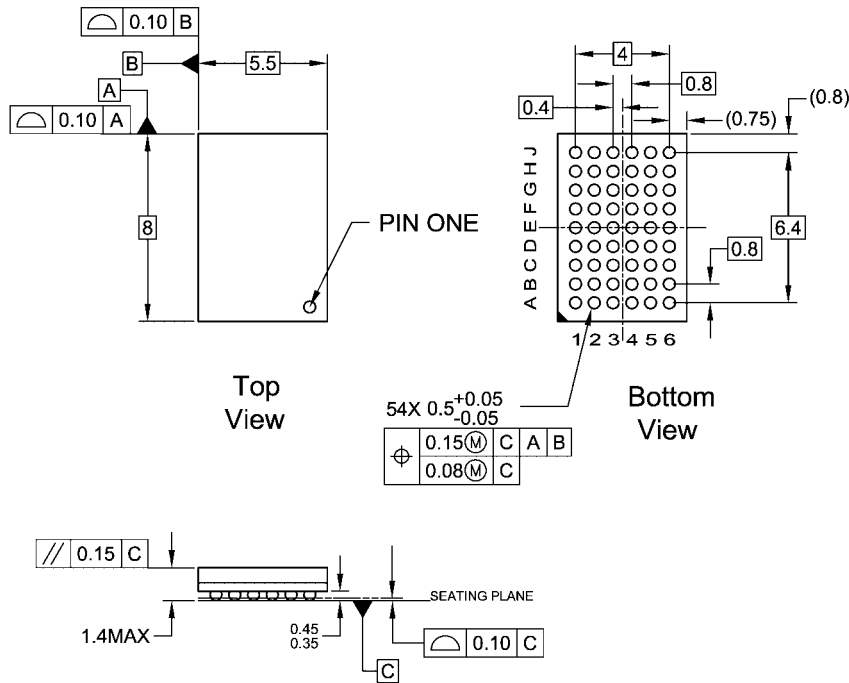 ⌓ 0.10 B
B
5.5
A
⌓ 0.10 A
8
PIN ONE
Top
View
4
0.8
0.4
(0.75)
(0.8)
J
H
G
F
E
D
C
B
A
6.4
0.8
1 2 3 4 5 6
Bottom
View
54X 0.5 +0.05
-0.05
⌖ 0.15Ⓜ C A B
0.08Ⓜ C
// 0.15 C
1.4MAX
0.45
0.35
SEATING PLANE
⌓ 0.10 C
C